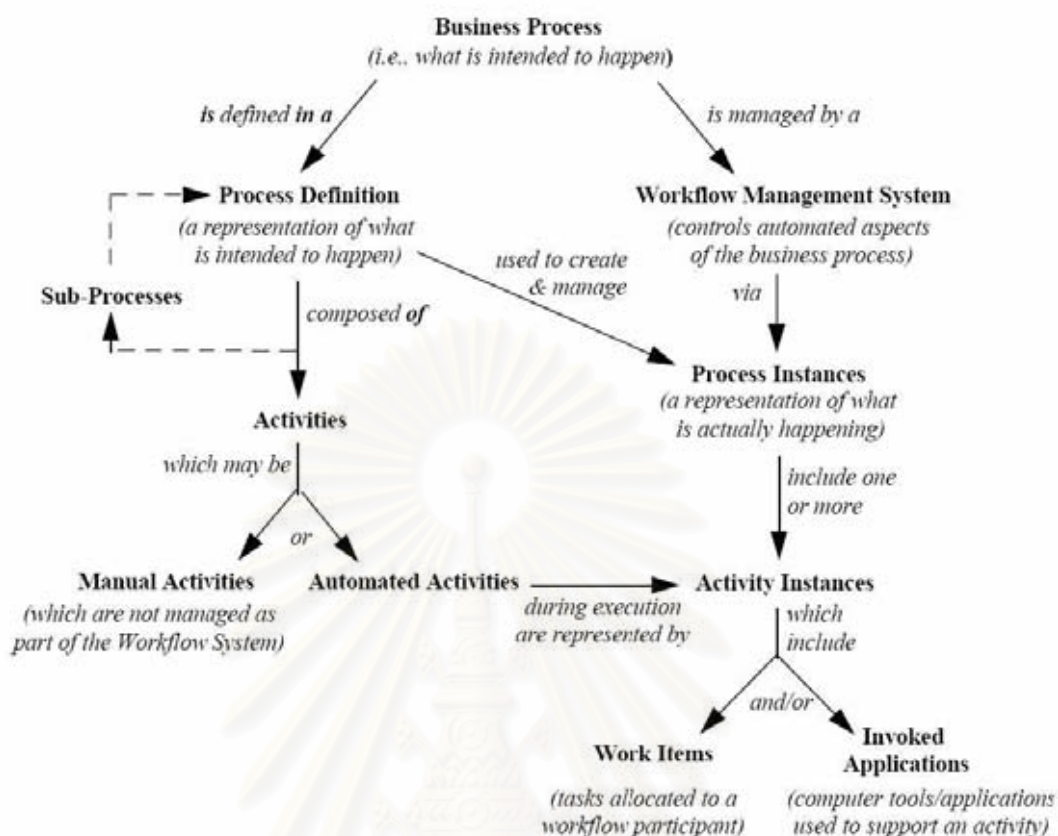 Business Process
(i.e.. what is intended to happen)
is defined in a
is managed by a
Process Definition
(a representation of what
is intended to happen)
Workflow Management System
(controls automated aspects
of the business process)
used to create
& manage
via
Sub-Processes
composed of
Process Instances
(a representation of what
is actually happening)
Activities
which may be
include one
or more
or
Manual Activities
(which are not managed as
part of the Workflow System)
Automated Activities
during execution
are represented by
Activity Instances
which
include
and/or
Work Items
(tasks allocated to a
workflow participant)
Invoked
Applications
(computer tools/applications
used to support an activity)